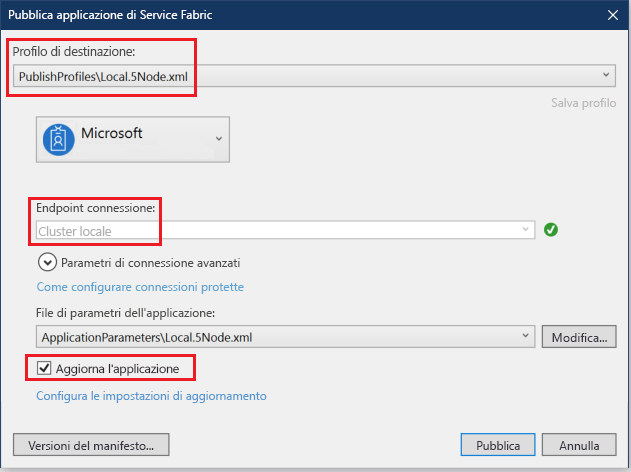 Pubblica applicazione di Service Fabric
Profilo di destinazione:
PublishProfiles\Local.5Node.xml
Salva profilo
Microsoft
Endpoint connessione:
Cluster locale
Parametri di connessione avanzati
Come configurare connessioni protette
File di parametri dell'applicazione:
ApplicationParameters\Local.5Node.xml
Modifica...
Aggiorna l'applicazione
Configura le impostazioni di aggiornamento
Versioni del manifesto...
Pubblica
Annulla